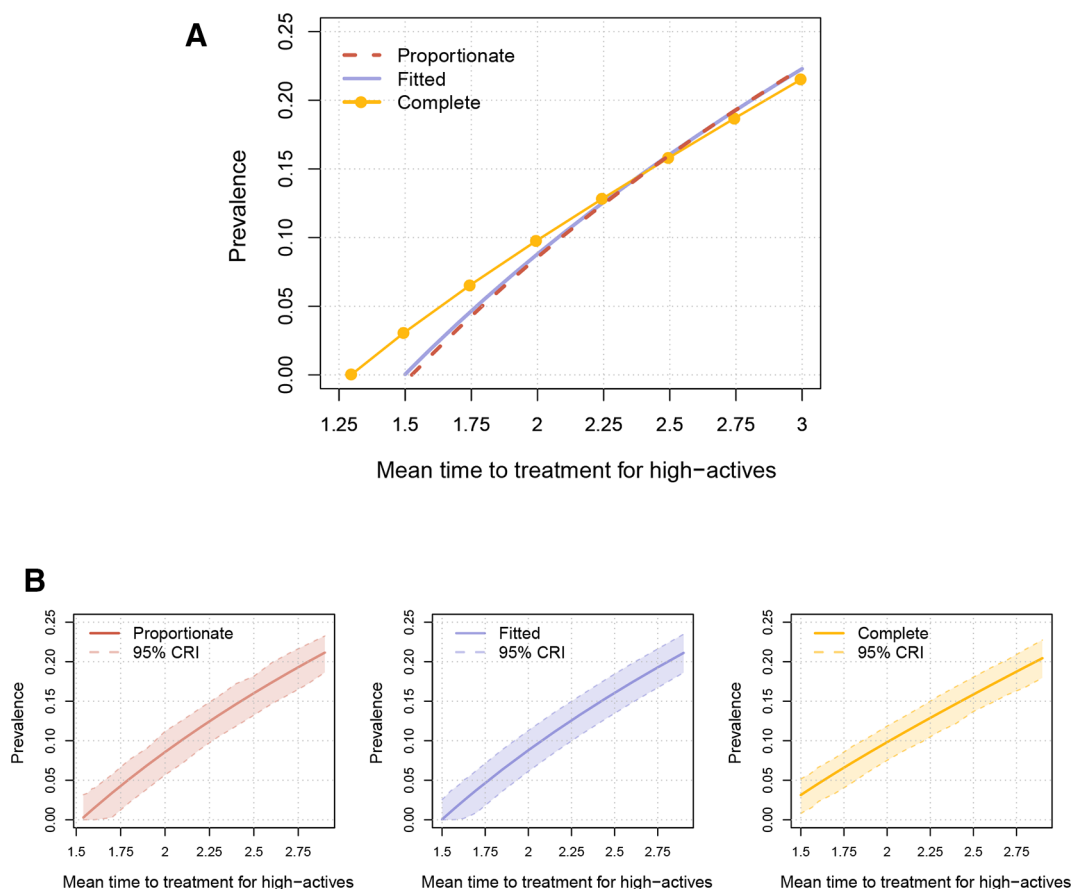 A
Proportionate
Fitted
Complete
Prevalence
0.25
0.20
0.15
0.10
0.05
0.00
1.25 1.5 1.75 2 2.25 2.5 2.75 3
Mean time to treatment for high−actives
B
Proportionate
95% CRI
Prevalence
0.25
0.20
0.15
0.10
0.05
0.00
1.5 1.75 2 2.25 2.5 2.75
Mean time to treatment for high−actives
Fitted
95% CRI
Prevalence
0.25
0.20
0.15
0.10
0.05
0.00
1.5 1.75 2 2.25 2.5 2.75
Mean time to treatment for high−actives
Complete
95% CRI
Prevalence
0.25
0.20
0.15
0.10
0.05
0.00
1.5 1.75 2 2.25 2.5 2.75
Mean time to treatment for high−actives